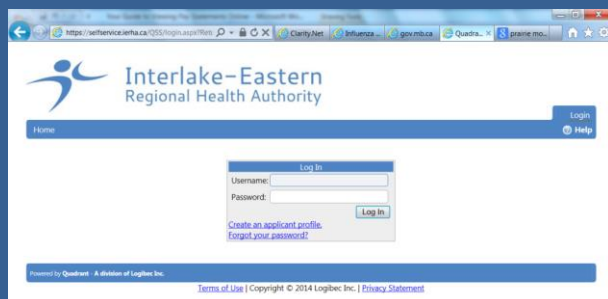 https://selfservice.ierha.ca/QSS/login.aspx?Ret
Clarity.Net
Influenza ...
gov.mb.ca
Quadra...
prairie mo...
Interlake-Eastern
Regional Health Authority
Login
Home
Help
Log In
Username:
Password:
Log In
Create an applicant profile.
Forgot your password?
Powered by Quadrant - A division of Logibec Inc.
Terms of Use | Copyright © 2014 Logibec Inc. | Privacy Statement